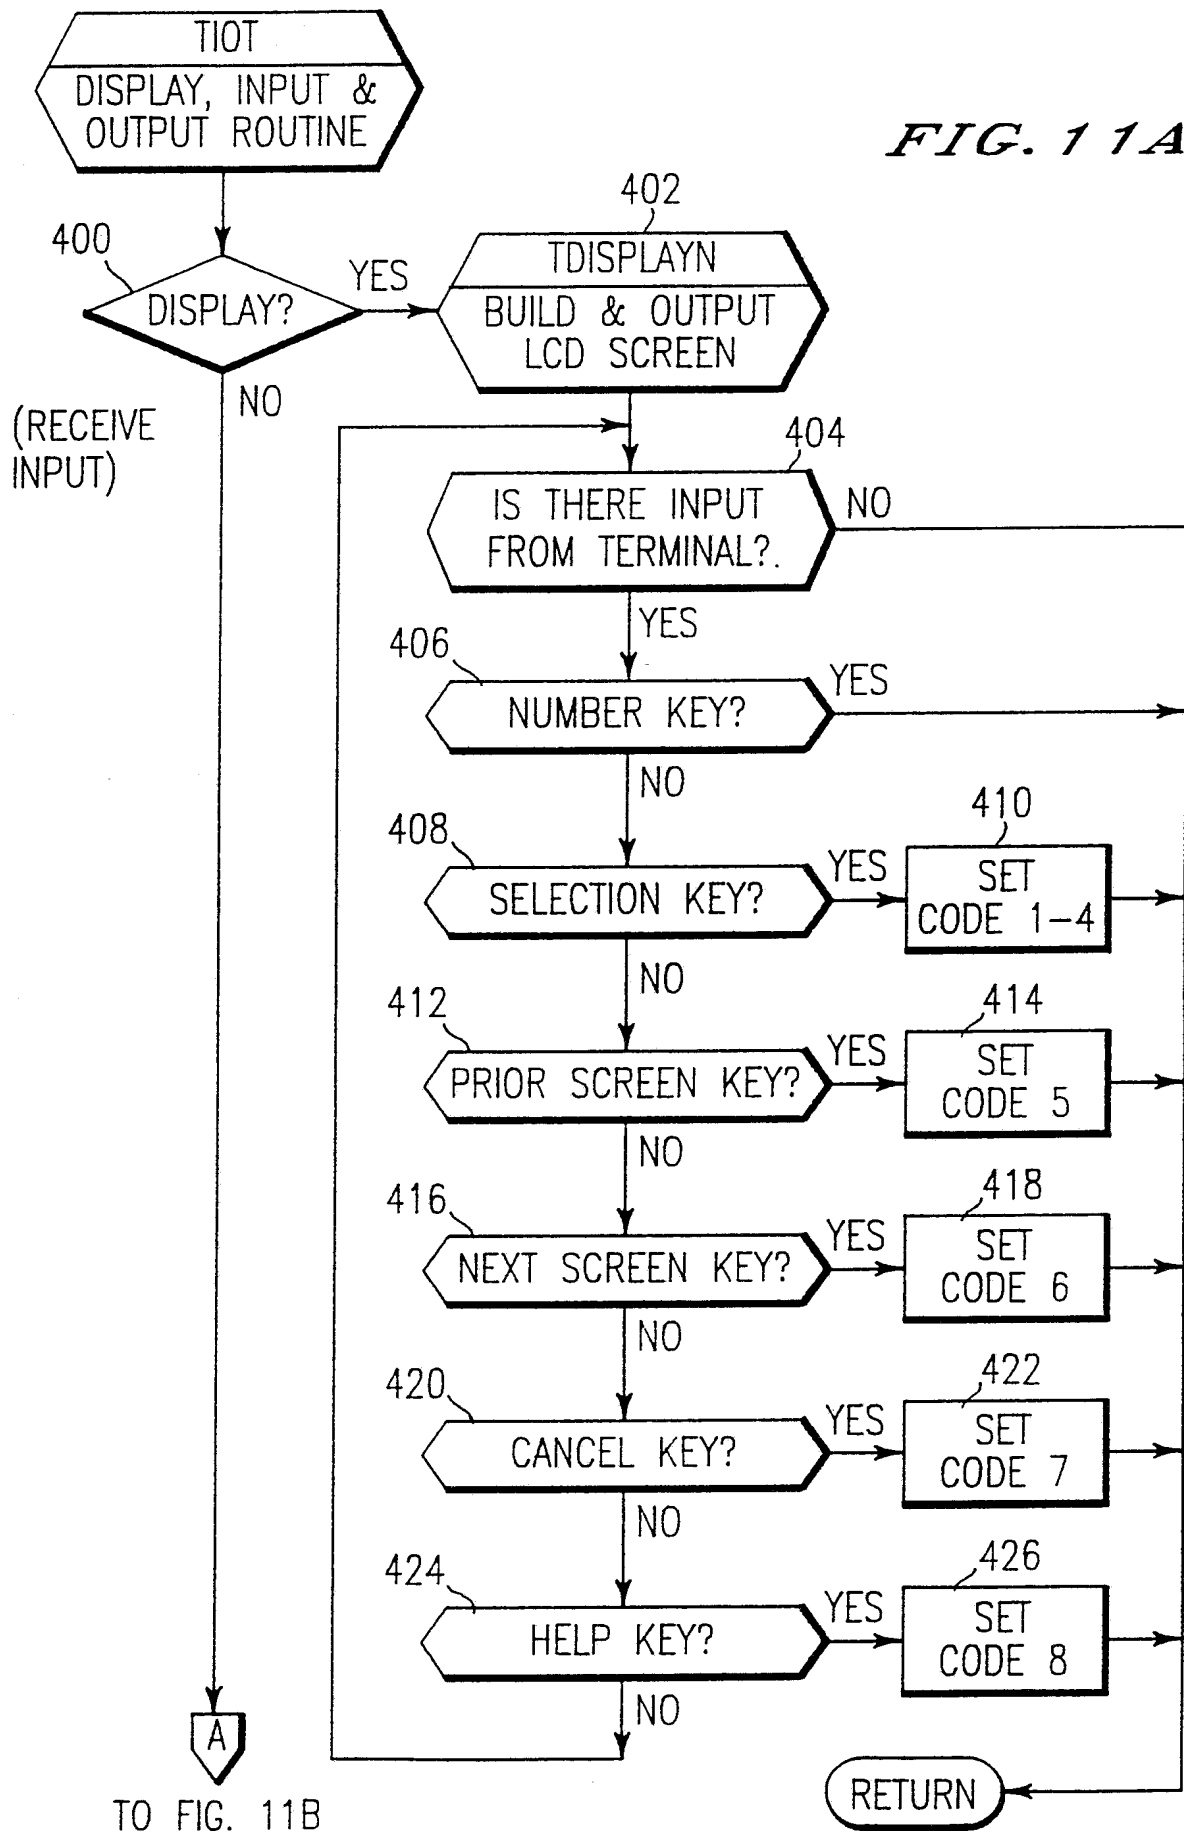 TIOT
DISPLAY, INPUT &
OUTPUT ROUTINE
FIG. 11A
400
DISPLAY?
YES
NO
402
TDISPLAYN
BUILD & OUTPUT
LCD SCREEN
(RECEIVE
INPUT)
404
IS THERE INPUT
FROM TERMINAL?.
NO
YES
406
NUMBER KEY?
YES
NO
408
SELECTION KEY?
YES
410
SET
CODE 1-4
NO
412
PRIOR SCREEN KEY?
YES
414
SET
CODE 5
NO
416
NEXT SCREEN KEY?
YES
418
SET
CODE 6
NO
420
CANCEL KEY?
YES
422
SET
CODE 7
NO
424
HELP KEY?
YES
426
SET
CODE 8
NO
A
TO FIG. 11B
RETURN